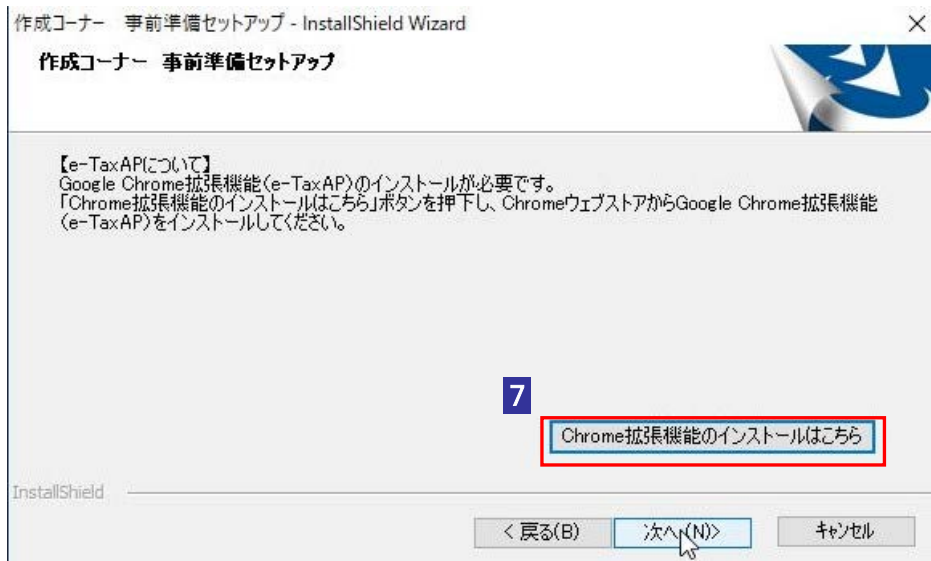 作成コーナー　事前準備セットアップ - InstallShield Wizard
作成コーナー 事前準備セットアップ
【e-TaxAPについて】
Google Chrome拡張機能(e-TaxAP)のインストールが必要です。
「Chrome拡張機能のインストールはこちら」ボタンを押下し、ChromeウェブストアからGoogle Chrome拡張機能
(e-TaxAP)をインストールしてください。
7
Chrome拡張機能のインストールはこちら
InstallShield
< 戻る(B)
次へ(N)>
キャンセル